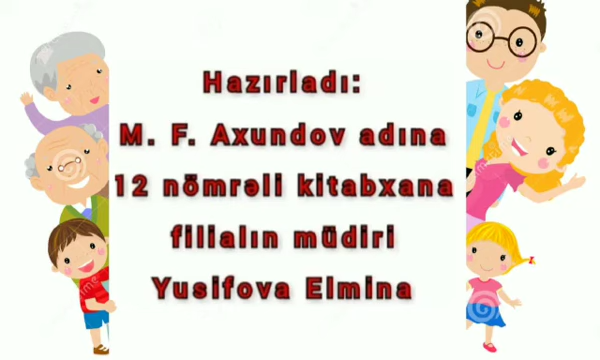 Hazırladı:
M. F. Axundov adına
12 nömrəli kitabxana
filialın müdiri
Yusifova Elmina